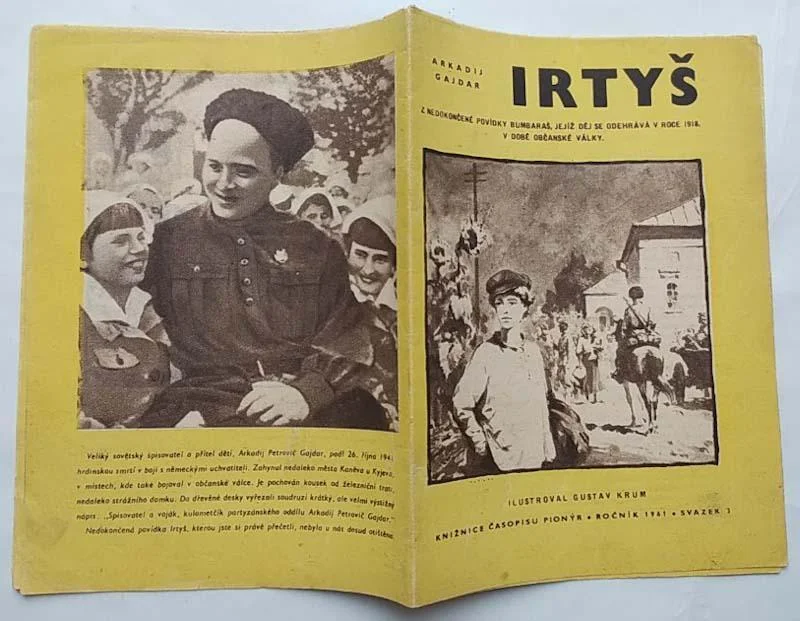 Veliký sovětský spisovatel a přítel dětí, Arkadij Petrovič Gajdar, padl 26. října 1941
hrdinskou smrtí v boji s německými uchvatiteli. Zahynul nedaleko města Kaněva u Kyjeva,
v místech, kde také bojoval v občanské válce. Je pochován kousek od železniční trati,
nedaleko strážního domku. Do dřevěné desky vyřezali soudruzi krátký, ale velmi výstižný
nápis: „Spisovatel a voják, kulometčík partyzánského oddílu Arkadij Petrovič Gajdar."
Nedokončená povídka Irtyš, kterou jste si právě přečetli, nebyla u nás dosud otištěna.
ARKADIJ
GAJDAR
IRTYŠ
Z NEDOKONČENÉ POVÍDKY BUMBARAŠ, JEJÍŽ DĚJ SE ODEHRÁVÁ V ROCE 1918.
V DOBĚ OBČANSKÉ VÁLKY.
ILUSTROVAL GUSTAV KRUM
KNIŽNICE ČASOPISU PIONÝR • ROČNÍK 1961 • SVAZEK 3